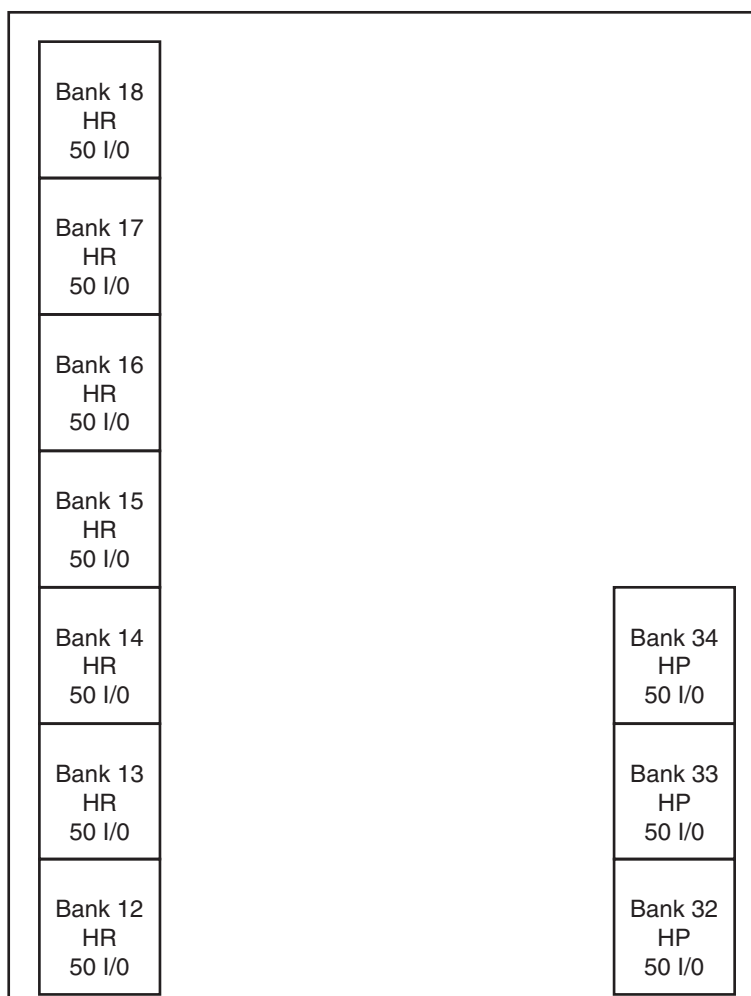 Bank 18
HR
50 I/0
Bank 17
HR
50 I/0
Bank 16
HR
50 I/0
Bank 15
HR
50 I/0
Bank 14
HR
50 I/0
Bank 13
HR
50 I/0
Bank 12
HR
50 I/0
Bank 34
HP
50 I/0
Bank 33
HP
50 I/0
Bank 32
HP
50 I/0